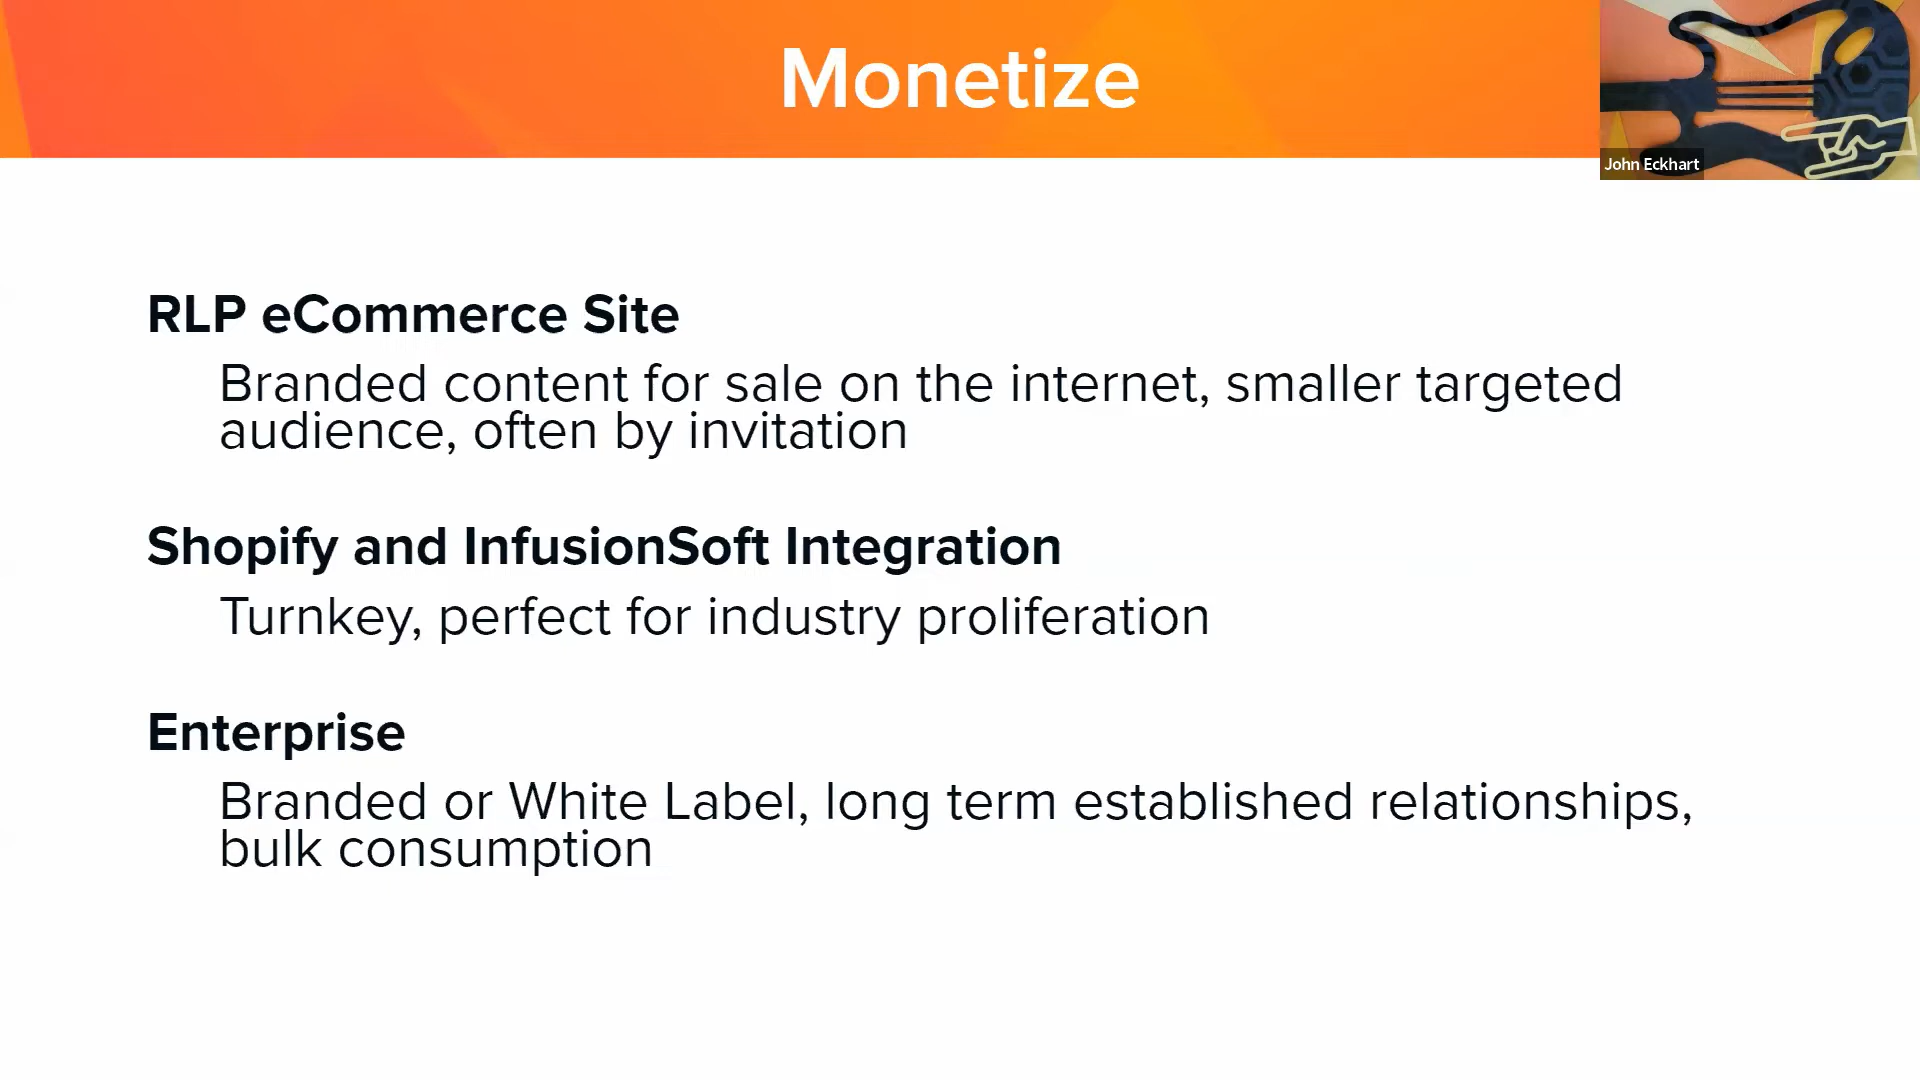 Monetize
John Eckhart
RLP eCommerce Site
Branded content for sale on the internet, smaller targeted
audience, often by invitation
Shopify and InfusionSoft Integration
Turnkey, perfect for industry proliferation
Enterprise
Branded or White Label, long term established relationships,
bulk consumption